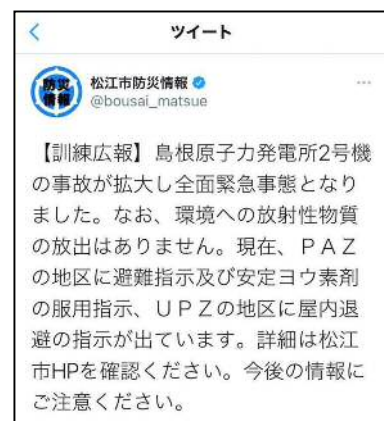 ツイート
防災
情報
松江市防災情報
@bousai_matsue
【訓練広報】島根原子力発電所2号機
の事故が拡大し全面緊急事態となり
ました。なお、環境への放射性物質
の放出はありません。現在、ＰＡＺ
の地区に避難指示及び安定ヨウ素剤
の服用指示、ＵＰＺの地区に屋内退
避の指示が出ています。詳細は松江
市HPを確認ください。今後の情報に
ご注意ください。